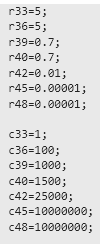 r33=5;
r36=5;
r39=0.7;
r40=0.7;
r42=0.01;
r45=0.00001;
r48=0.00001;
c33=1;
c36=100;
c39=1000;
c40=1500;
c42=25000;
c45=10000000;
c48=10000000;